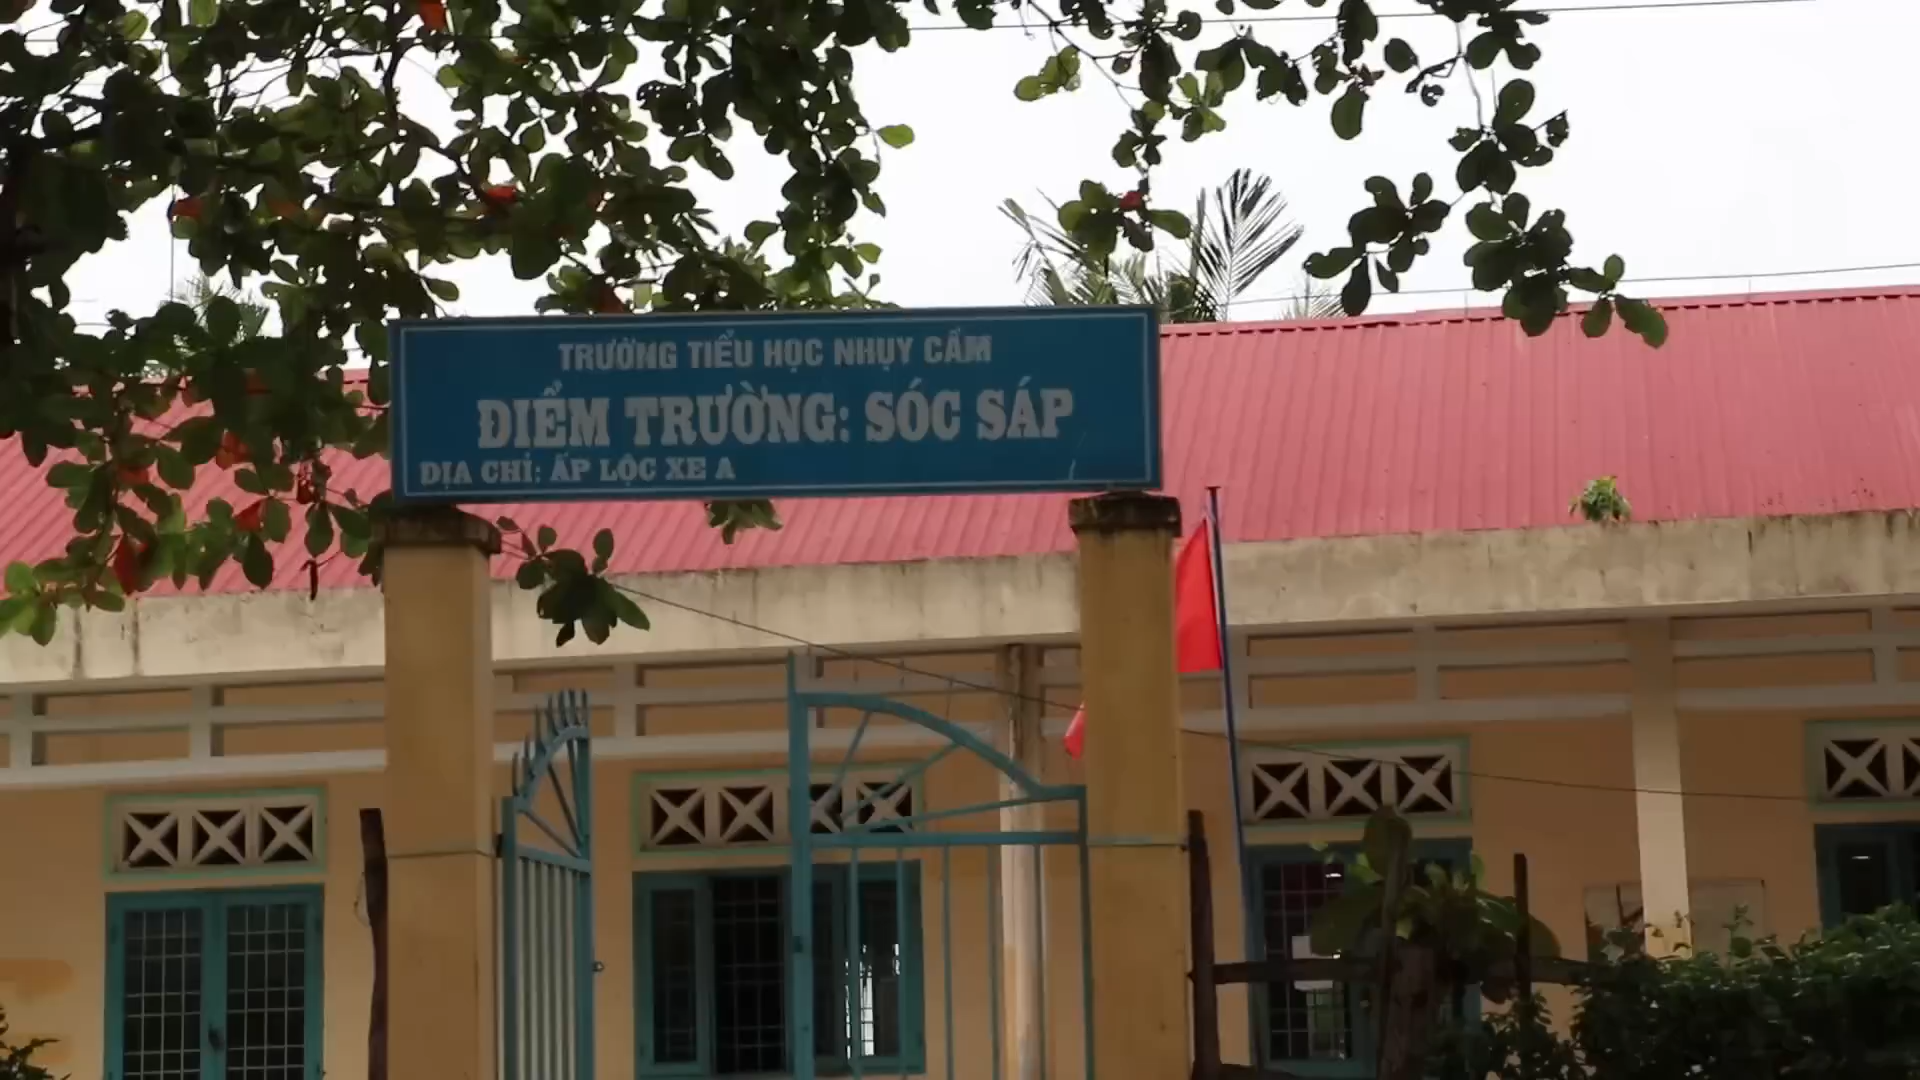 TRƯỜNG TIỂU HỌC NHỤY CẦM
ĐIỂM TRƯỜNG: SÓC SÁP
ĐỊA CHỈ: ẤP LỘC XE A